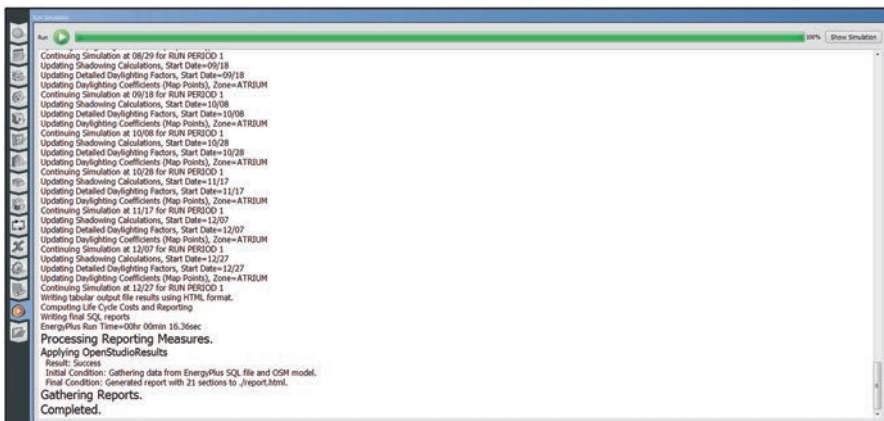 Run Simulation
Run
100%
Show Simulation
Continuing Simulation at 08/29 for RUN PERIOD 1
Updating Shadowing Calculations, Start Date=09/18
Updating Detailed Daylighting Factors, Start Date=09/18
Updating Daylighting Coefficients (Map Points), Zone=ATRIUM
Continuing Simulation at 09/18 for RUN PERIOD 1
Updating Shadowing Calculations, Start Date=10/08
Updating Detailed Daylighting Factors, Start Date=10/08
Updating Daylighting Coefficients (Map Points), Zone=ATRIUM
Continuing Simulation at 10/08 for RUN PERIOD 1
Updating Shadowing Calculations, Start Date=10/28
Updating Detailed Daylighting Factors, Start Date=10/28
Updating Daylighting Coefficients (Map Points), Zone=ATRIUM
Continuing Simulation at 10/28 for RUN PERIOD 1
Updating Shadowing Calculations, Start Date=11/17
Updating Detailed Daylighting Factors, Start Date=11/17
Updating Daylighting Coefficients (Map Points), Zone=ATRIUM
Continuing Simulation at 11/17 for RUN PERIOD 1
Updating Shadowing Calculations, Start Date=12/07
Updating Detailed Daylighting Factors, Start Date=12/07
Updating Daylighting Coefficients (Map Points), Zone=ATRIUM
Continuing Simulation at 12/07 for RUN PERIOD 1
Updating Shadowing Calculations, Start Date=12/27
Updating Detailed Daylighting Factors, Start Date=12/27
Updating Daylighting Coefficients (Map Points), Zone=ATRIUM
Continuing Simulation at 12/27 for RUN PERIOD 1
Writing tabular output file results using HTML format.
Computing Life Cycle Costs and Reporting
Writing final SQL reports
EnergyPlus Run Time=00hr 00min 16.36sec
Processing Reporting Measures.
Applying OpenStudioResults
Result: Success
Initial Condition: Gathering data from EnergyPlus SQL file and OSM model.
Final Condition: Generated report with 21 sections to ./report.html.
Gathering Reports.
Completed.